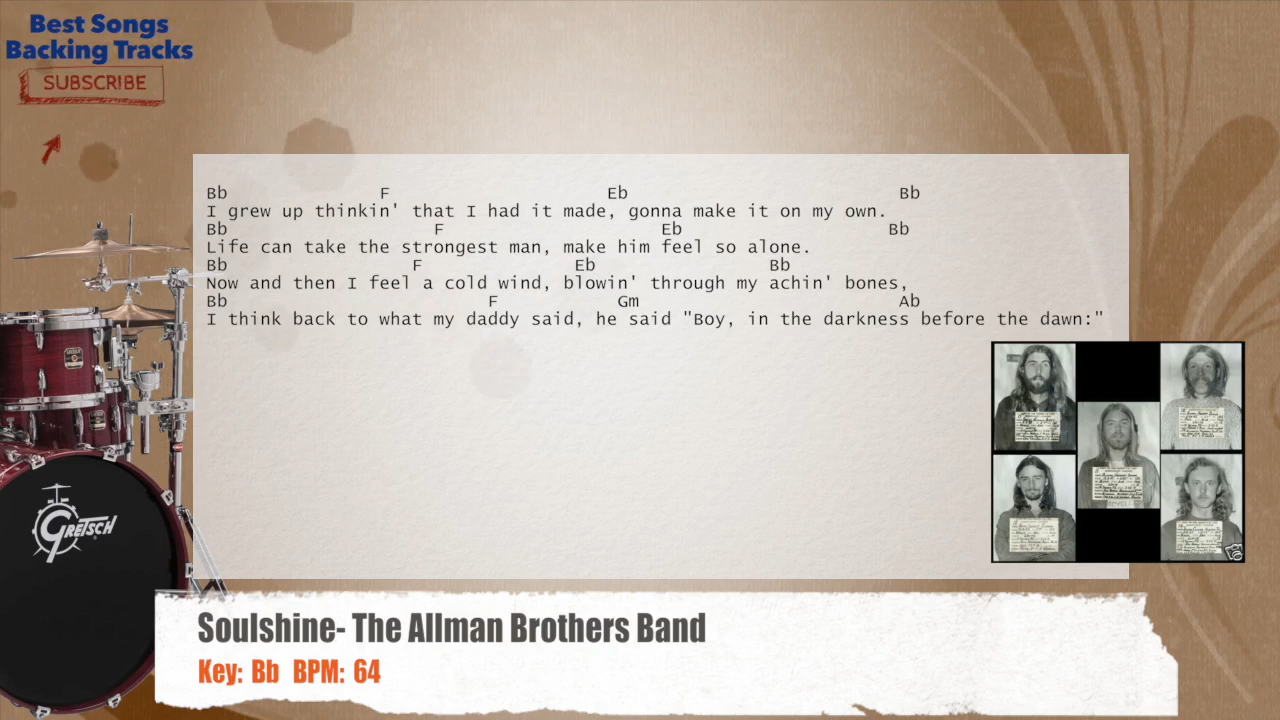 Best Songs
Backing Tracks
SUBSCRIBE
Bb F Eb Bb
I grew up thinkin' that I had it made, gonna make it on my own.
Bb F Eb Bb
Life can take the strongest man, make him feel so alone.
Bb F Eb Bb
Now and then I feel a cold wind, blowin' through my achin' bones,
Bb F Gm Ab
I think back to what my daddy said, he said "Boy, in the darkness before the dawn:"
GRETSCH
Soulshine- The Allman Brothers Band
Key: Bb BPM: 64